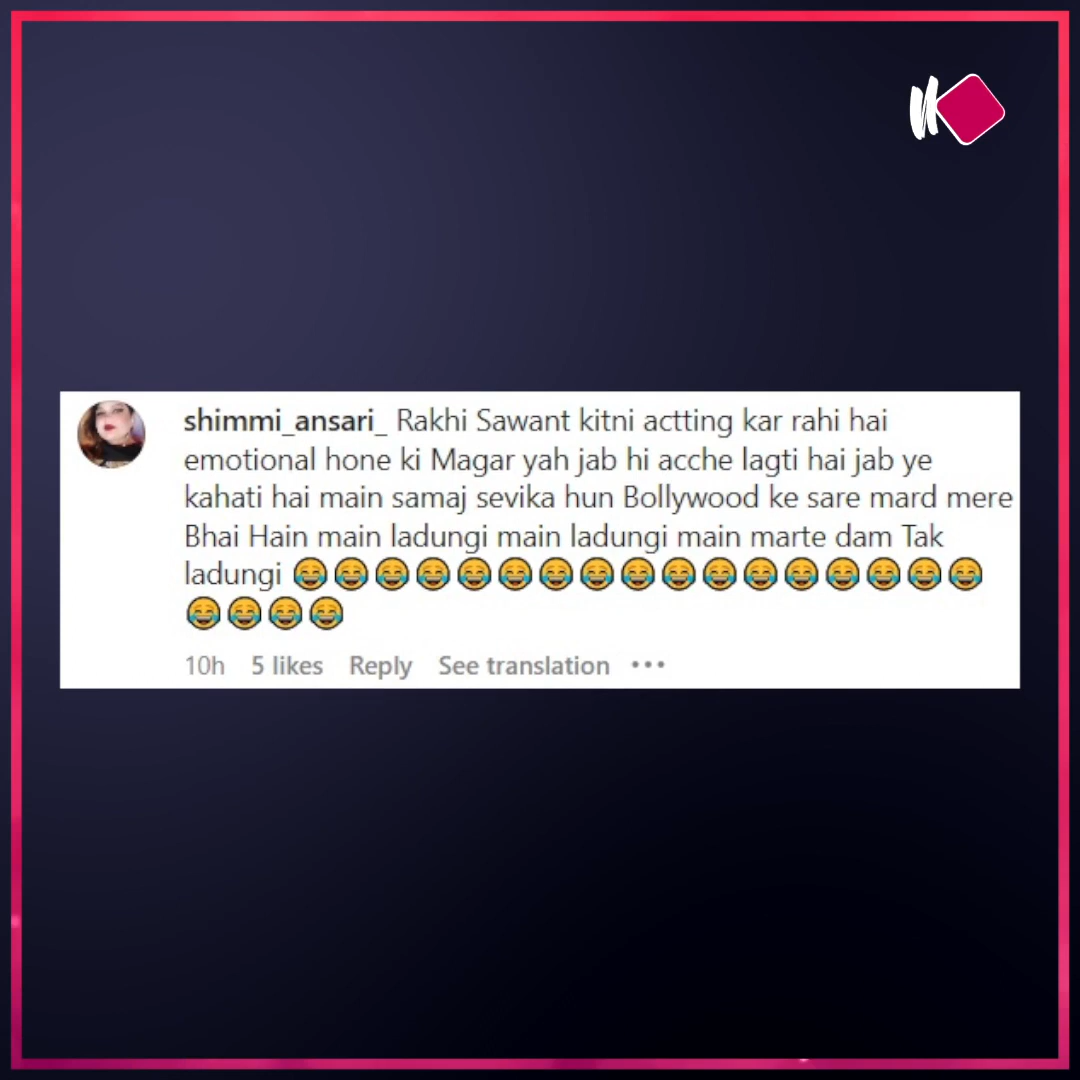 shimmi_ansari_ Rakhi Sawant kitni actting kar rahi hai
emotional hone ki Magar yah jab hi acche lagti hai jab ye
kahati hai main samaj sevika hun Bollywood ke sare mard mere
Bhai Hain main ladungi main ladungi main marte dam Tak
ladungi 😂😂😂😂😂😂😂😂😂😂😂😂😂😂😂😂😂
😂😂😂😂
10h 5 likes Reply See translation •••